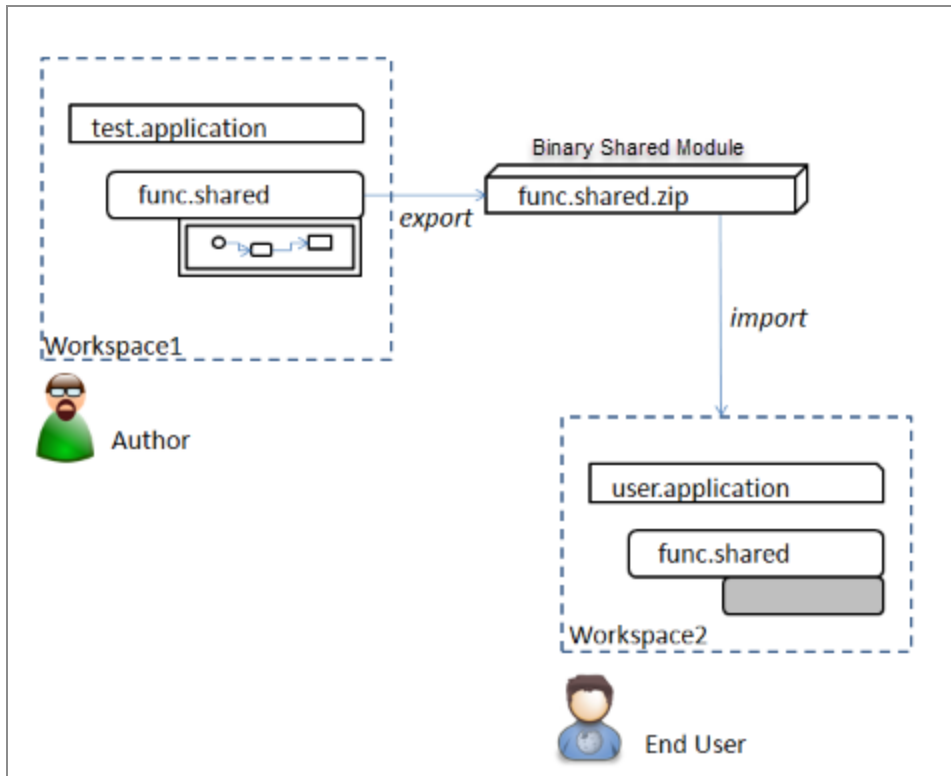 test.application
func.shared
Workspace1
Author
export
Binary Shared Module
func.shared.zip
import
user.application
func.shared
Workspace2
End User